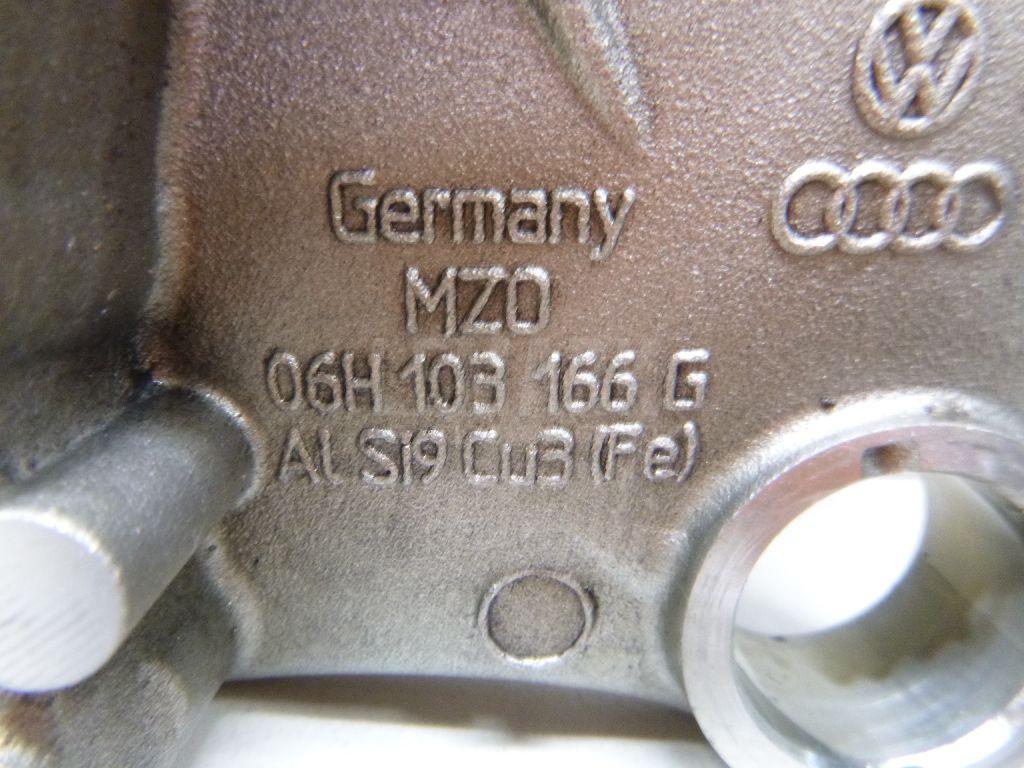 Germany
MZO
06H 103 166 G
Al Si9 Cu3 (Fe)